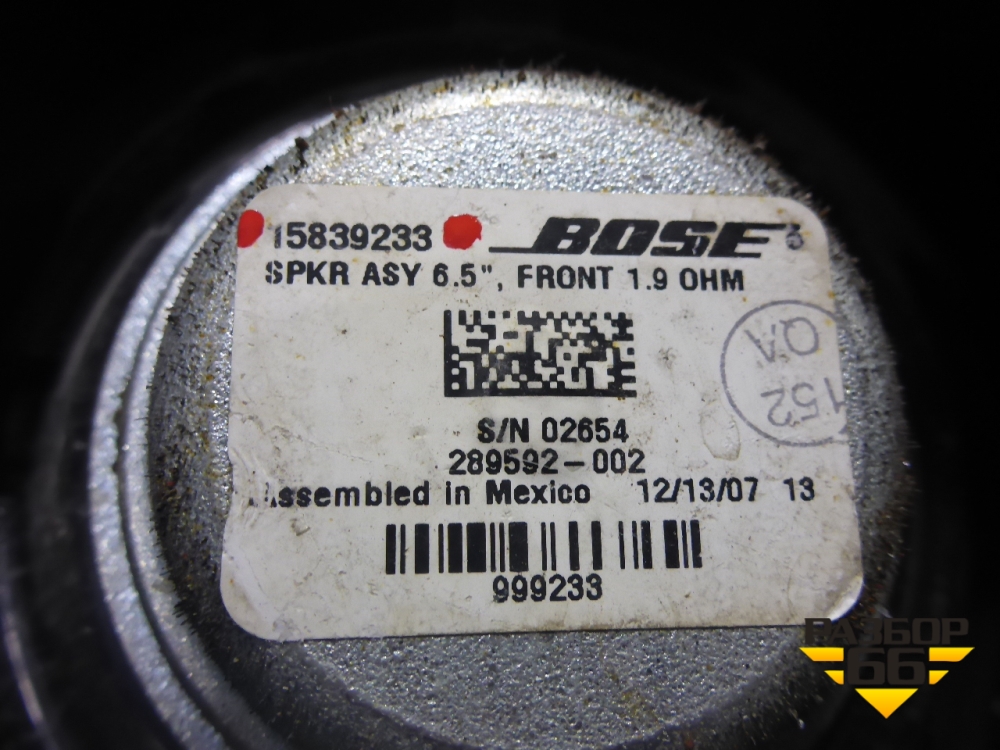 15839233 BOSE®
SPKR ASY 6.5", FRONT 1.9 OHM
QA
152
S/N 02654
289592-002
Assembled in Mexico 12/13/07 13
999233
РАЗБОР
66